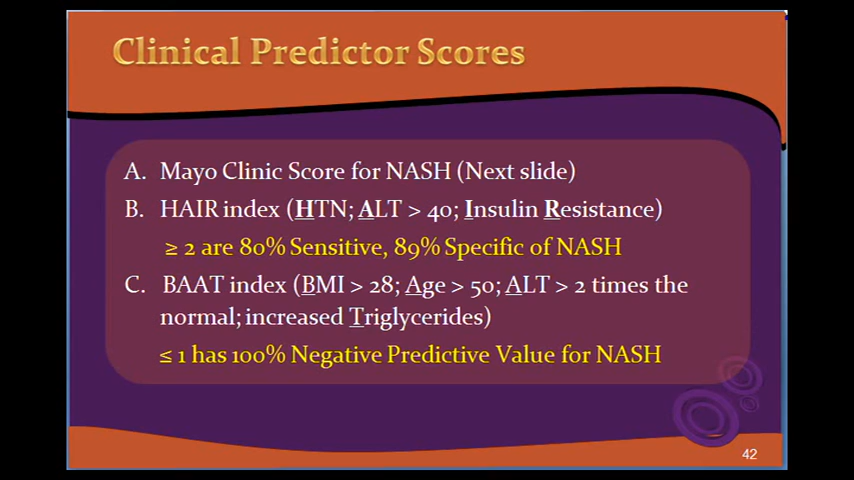 Clinical Predictor Scores
A. Mayo Clinic Score for NASH (Next slide)
B. HAIR index (HTN; ALT > 40; Insulin Resistance)
≥ 2 are 80% Sensitive, 89% Specific of NASH
C. BAAT index (BMI > 28; Age > 50; ALT > 2 times the
normal; increased Triglycerides)
≤ 1 has 100% Negative Predictive Value for NASH
42